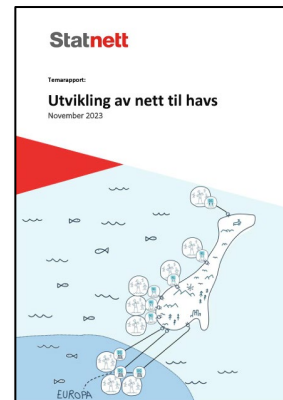 Statnett
Temarapport:
Utvikling av nett til havs
November 2023
EUROPA